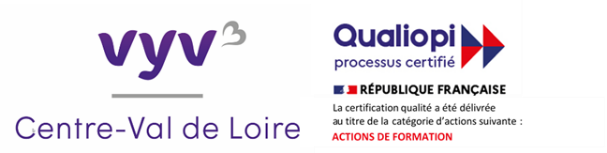 vyv
Centre-Val de Loire
Qualiopi
processus certifié
RÉPUBLIQUE FRANÇAISE
La certification qualité a été délivrée
au titre de la catégorie d'actions suivante :
ACTIONS DE FORMATION